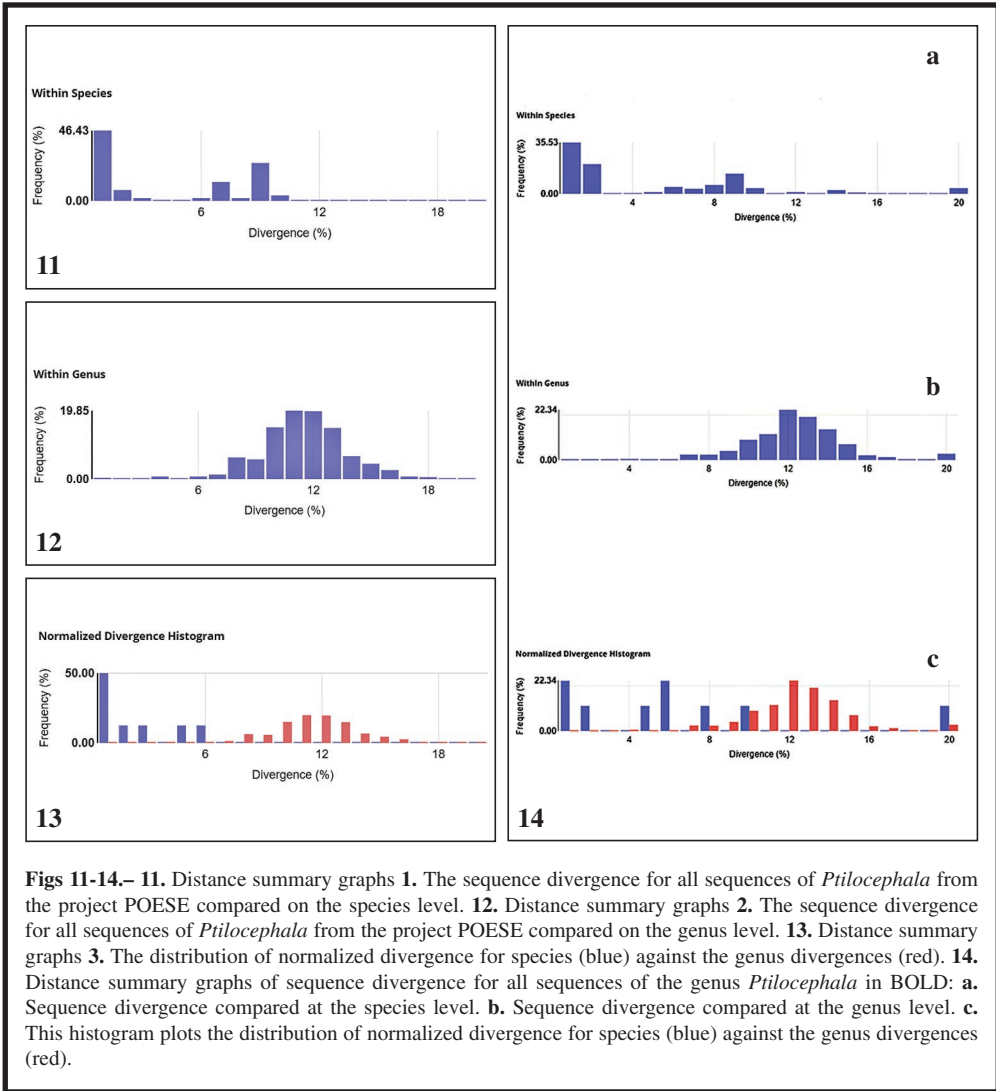 Within Species
46.43
Frequency (%)
0.00
6
12
18
Divergence (%)
11
Within Genus
19.85
Frequency (%)
0.00
6
12
18
Divergence (%)
12
Normalized Divergence Histogram
50.00
Frequency (%)
0.00
6
12
18
Divergence (%)
13
a
Within Species
35.53
Frequency (%)
0.00
4
8
12
16
20
Divergence (%)
b
Within Genus
22.34
Frequency (%)
0.00
4
8
12
16
20
Divergence (%)
c
Normalized Divergence Histogram
22.34
Frequency (%)
0.00
4
8
12
16
20
Divergence (%)
14
Figs 11-14.– 11. Distance summary graphs 1. The sequence divergence for all sequences of Ptilocephala from
the project POESE compared on the species level. 12. Distance summary graphs 2. The sequence divergence
for all sequences of Ptilocephala from the project POESE compared on the genus level. 13. Distance summary
graphs 3. The distribution of normalized divergence for species (blue) against the genus divergences (red). 14.
Distance summary graphs of sequence divergence for all sequences of the genus Ptilocephala in BOLD: a.
Sequence divergence compared at the species level. b. Sequence divergence compared at the genus level. c.
This histogram plots the distribution of normalized divergence for species (blue) against the genus divergences
(red).